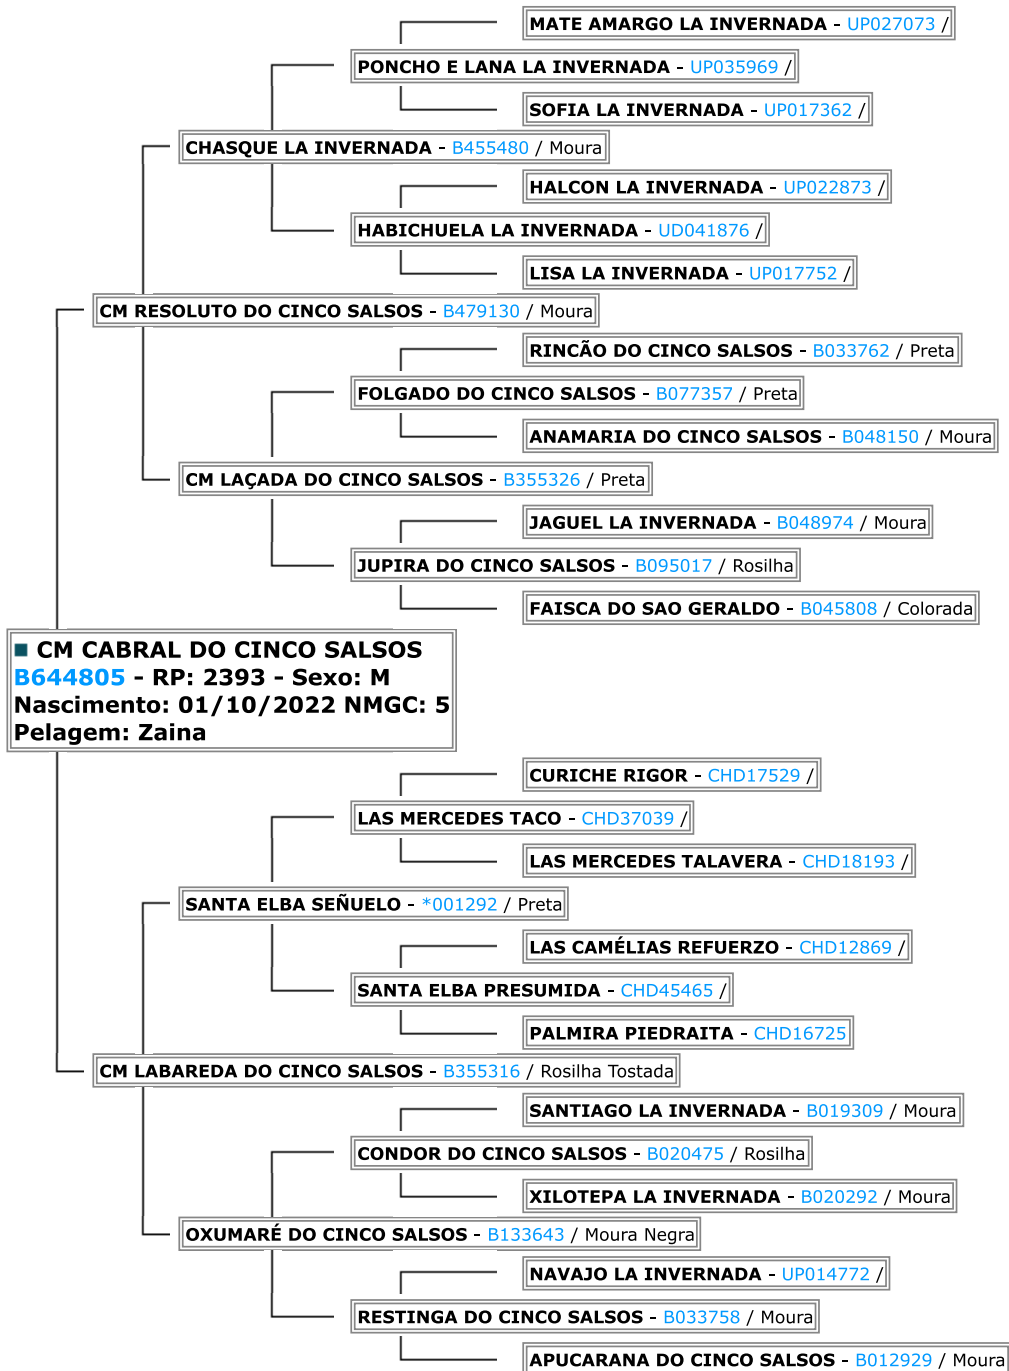 MATE AMARGO LA INVERNADA - UP027073 /
PONCHO E LANA LA INVERNADA - UP035969 /
SOFIA LA INVERNADA - UP017362 /
CHASQUE LA INVERNADA - B455480 / Moura
HALCON LA INVERNADA - UP022873 /
HABICHUELA LA INVERNADA - UD041876 /
LISA LA INVERNADA - UP017752 /
CM RESOLUTO DO CINCO SALSOS - B479130 / Moura
RINCÃO DO CINCO SALSOS - B033762 / Preta
FOLGADO DO CINCO SALSOS - B077357 / Preta
ANAMARIA DO CINCO SALSOS - B048150 / Moura
CM LAÇADA DO CINCO SALSOS - B355326 / Preta
JAGUEL LA INVERNADA - B048974 / Moura
JUPIRA DO CINCO SALSOS - B095017 / Rosilha
FAISCA DO SAO GERALDO - B045808 / Colorada
■ CM CABRAL DO CINCO SALSOS
B644805 - RP: 2393 - Sexo: M
Nascimento: 01/10/2022 NMGC: 5
Pelagem: Zaina
CURICHE RIGOR - CHD17529 /
LAS MERCEDES TACO - CHD37039 /
LAS MERCEDES TALAVERA - CHD18193 /
SANTA ELBA SEÑUELO - *001292 / Preta
LAS CAMÉLIAS REFUERZO - CHD12869 /
SANTA ELBA PRESUMIDA - CHD45465 /
PALMIRA PIEDRAITA - CHD16725
CM LABAREDA DO CINCO SALSOS - B355316 / Rosilha Tostada
SANTIAGO LA INVERNADA - B019309 / Moura
CONDOR DO CINCO SALSOS - B020475 / Rosilha
XILOTEPA LA INVERNADA - B020292 / Moura
OXUMARÉ DO CINCO SALSOS - B133643 / Moura Negra
NAVAJO LA INVERNADA - UP014772 /
RESTINGA DO CINCO SALSOS - B033758 / Moura
APUCARANA DO CINCO SALSOS - B012929 / Moura